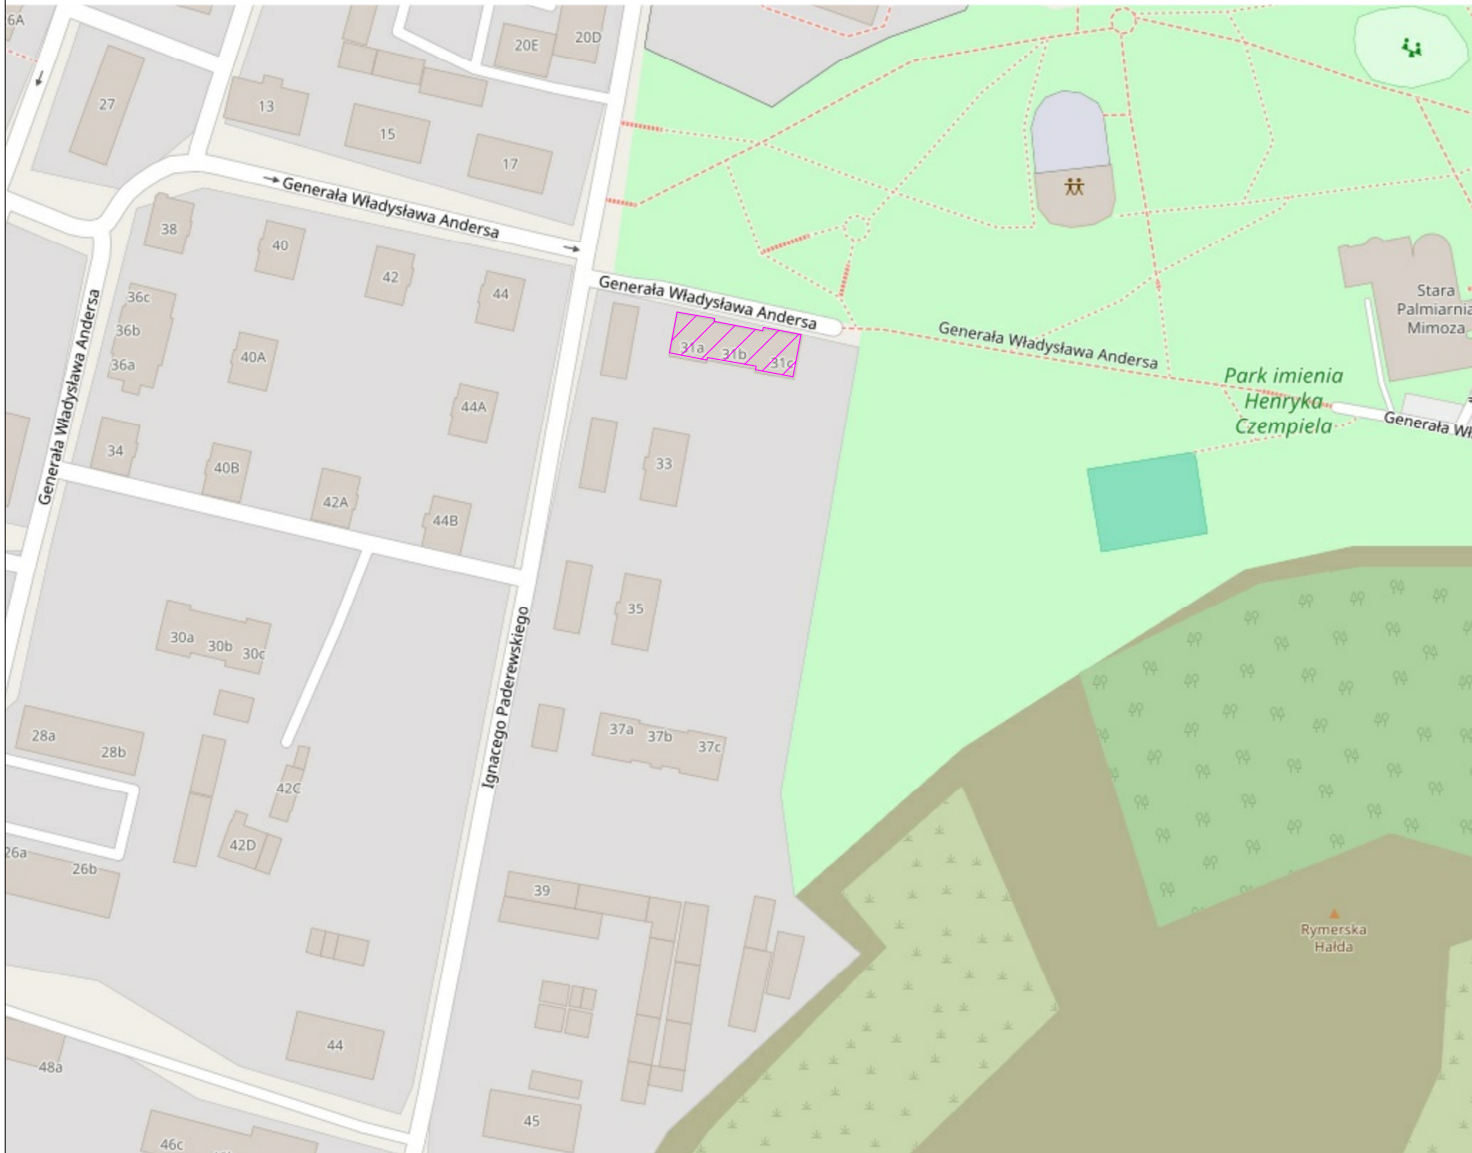 6A
20E
20D
27
13
15
17
Generała Władysława Andersa
38
40
42
44
Generała Władysława Andersa
Stara
Palmiarnia
Mimoza
36c
36b
36a
40A
31a
31b
31c
Generała Władysława Andersa
Park imienia
Henryka
Czempiela
Generała Wł
Generała Władysława Andersa
44A
34
40B
33
42A
44B
35
30a
30b
30c
Ignacego Paderewskiego
28a
28b
37a
37b
37c
42C
42D
26a
26b
39
Rymerska
Hałda
44
48a
45
46c